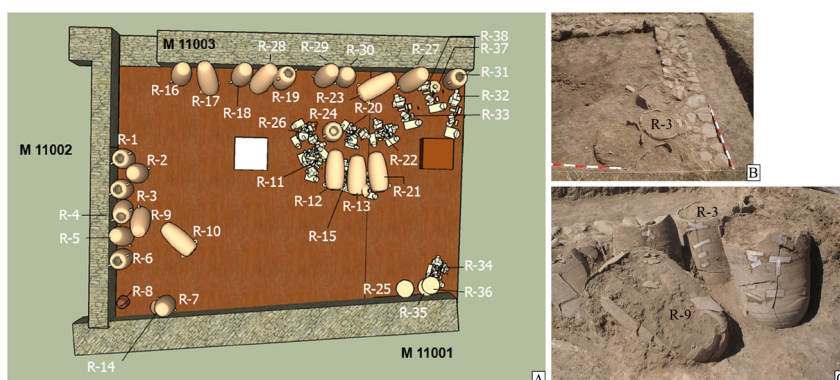 R-38
R-37
M 11003
R-28
R-29
R-30
R-27
R-31
R-16
R-17
R-18
R-19
R-23
R-20
R-32
R-33
R-24
R-26
R-1
R-2
M 11002
R-3
R-4
R-9
R-5
R-10
R-6
R-8
R-7
R-14
R-11
R-12
R-13
R-15
R-22
R-21
R-34
R-25
R-36
R-35
M 11001
A
R-3
B
R-3
R-9
C